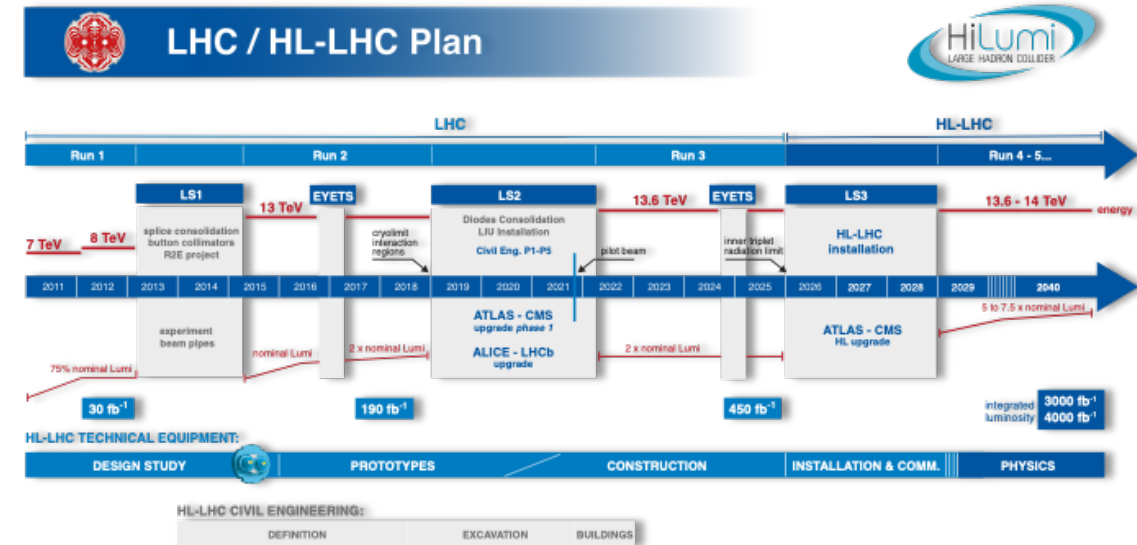 LHC / HL-LHC Plan
HiLumi
LARGE HADRON COLLIDER
LHC
HL-LHC
Run 1
Run 2
Run 3
Run 4 - 5...
LS1
EYETS
LS2
EYETS
LS3
7 TeV
8 TeV
13 TeV
13.6 TeV
13.6 - 14 TeV
energy
splice consolidation
button collimators
R2E project
cryolimit
interaction
regions
Diodes Consolidation
LIU Installation
Civil Eng. P1-P5
pilot beam
inner triplet
radiation limit
HL-LHC
installation
2011 2012 2013 2014 2015 2016 2017 2018 2019 2020 2021 2022 2023 2024 2025 2026 2027 2028 2029 2040
experiment
beam pipes
75% nominal Lumi
nominal Lumi
2 x nominal Lumi
ATLAS - CMS
upgrade phase 1
ALICE - LHCb
upgrade
2 x nominal Lumi
ATLAS - CMS
HL upgrade
5 to 7.5 x nominal Lumi
30 fb⁻¹
190 fb⁻¹
450 fb⁻¹
integrated
luminosity
3000 fb⁻¹
4000 fb⁻¹
HL-LHC TECHNICAL EQUIPMENT:
DESIGN STUDY
PROTOTYPES
CONSTRUCTION
INSTALLATION & COMM.
PHYSICS
HL-LHC CIVIL ENGINEERING:
DEFINITION
EXCAVATION
BUILDINGS